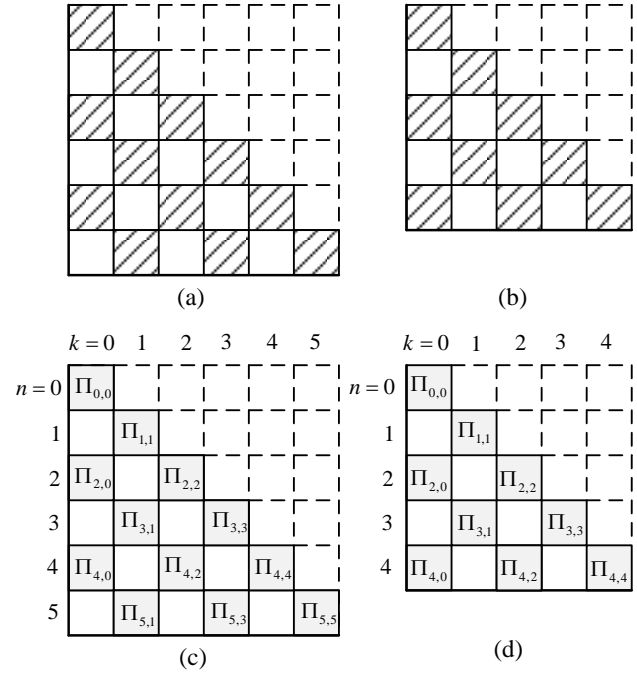 (a) (b)
k = 0 1 2 3 4 5
k = 0 1 2 3 4
n = 0 Π0,0
1 Π1,1
2 Π2,0 Π2,2
3 Π3,1 Π3,3
4 Π4,0 Π4,2 Π4,4
5 Π5,1 Π5,3 Π5,5
n = 0 Π0,0
1 Π1,1
2 Π2,0 Π2,2
3 Π3,1 Π3,3
4 Π4,0 Π4,2 Π4,4
(c) (d)